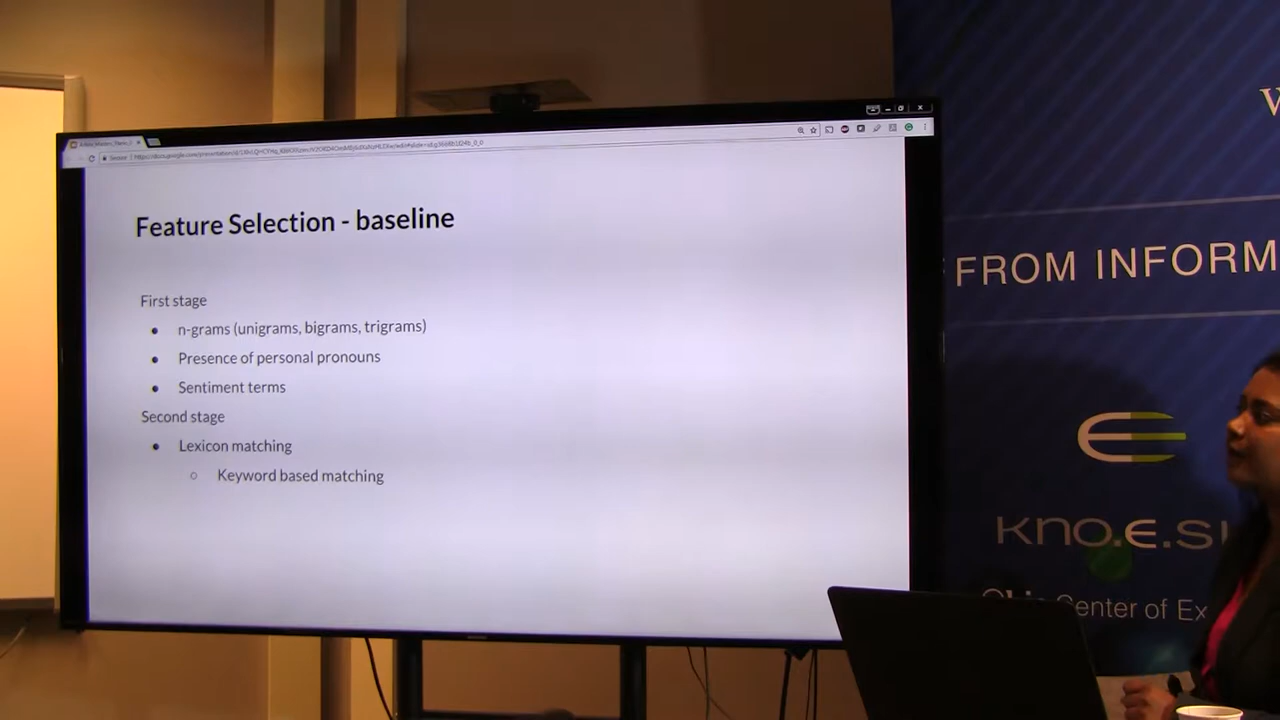 Feature Selection - baseline
First stage
• n-grams (unigrams, bigrams, trigrams)
• Presence of personal pronouns
• Sentiment terms
Second stage
• Lexicon matching
○ Keyword based matching
FROM INFORM
KNO.E.S
Center of Ex